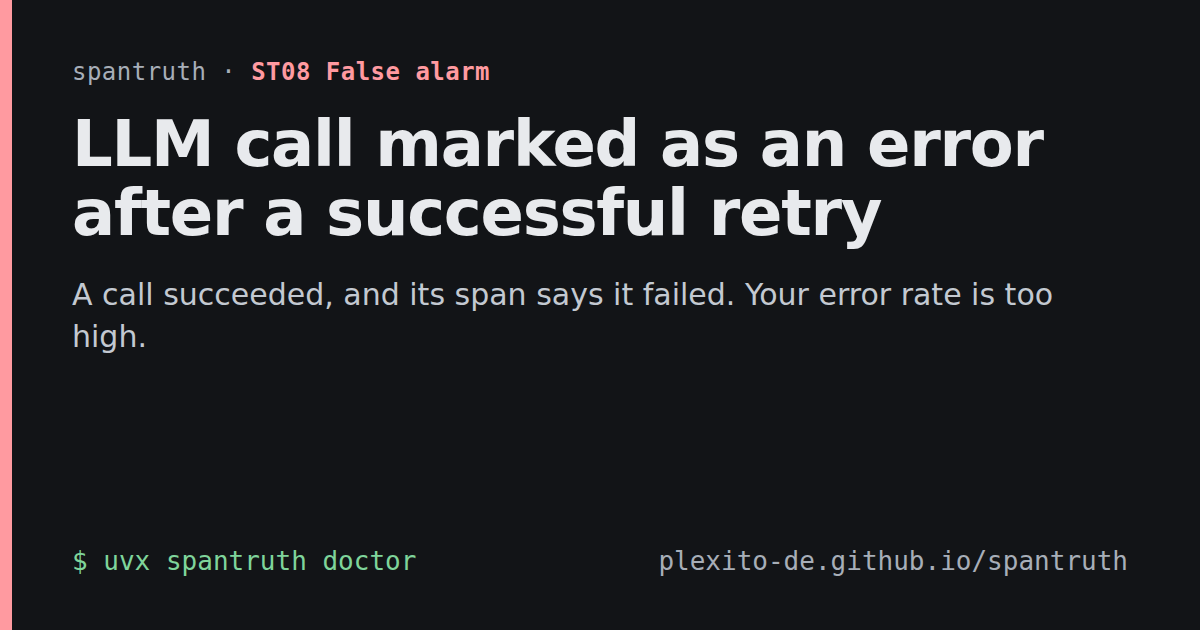 spantruth · ST08 False alarm
LLM call marked as an error
after a successful retry
A call succeeded, and its span says it failed. Your error rate is too
high.
$ uvx spantruth doctor
plexito-de.github.io/spantruth